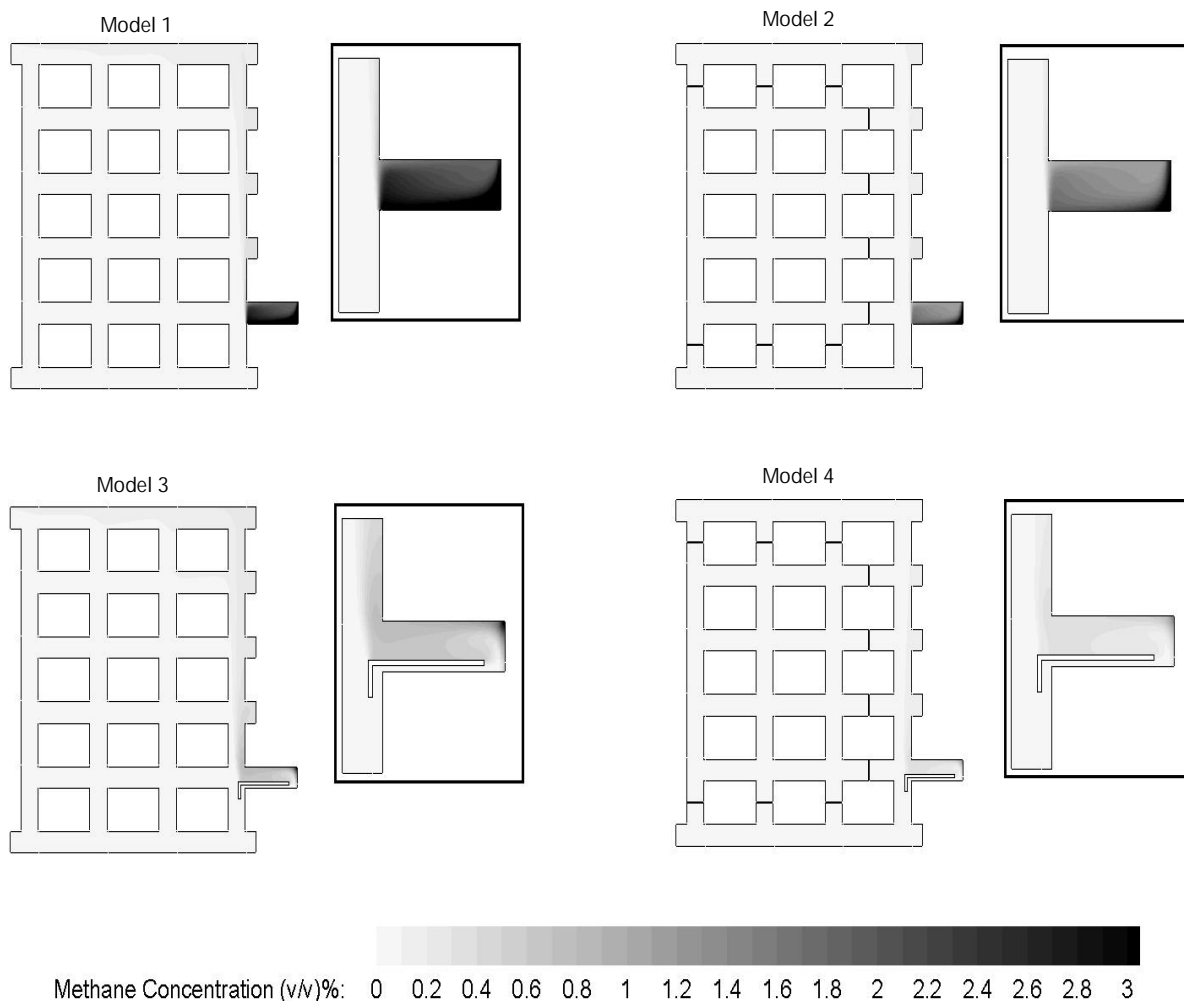 Model 1
Model 2
Model 3
Model 4
Methane Concentration (v/v)%: 0 0.2 0.4 0.6 0.8 1 1.2 1.4 1.6 1.8 2 2.2 2.4 2.6 2.8 3